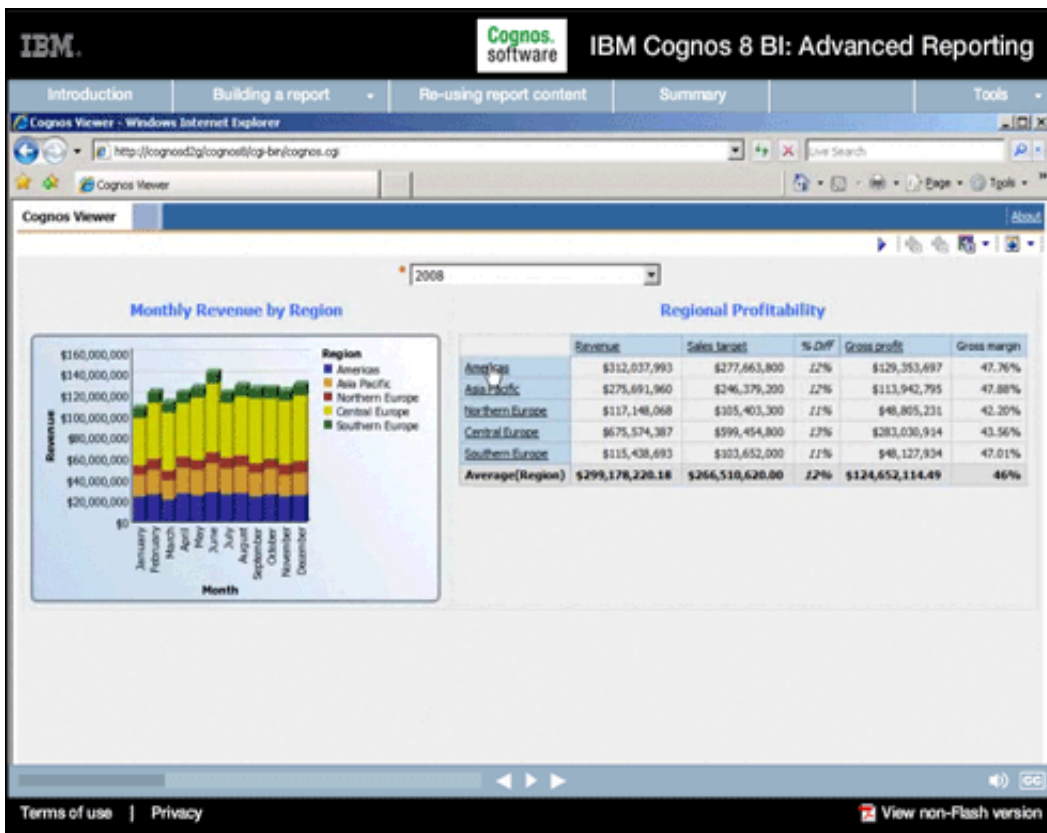 IBM.
Cognos. software
IBM Cognos 8 BI: Advanced Reporting
Introduction Building a report Re-using report content Summary Tools
Cognos Viewer - Windows Internet Explorer
http://cognosd2g/cognos8/cgi-bin/cognos.cgi
Live Search
Cognos Viewer Page Tools
Cognos Viewer About
* 2008
Monthly Revenue by Region
Revenue
$160,000,000
$140,000,000
$120,000,000
$100,000,000
$80,000,000
$60,000,000
$40,000,000
$20,000,000
$0
January February March April May June July August September October November December
Month
Region
Americas
Asia Pacific
Northern Europe
Central Europe
Southern Europe
Regional Profitability
Revenue Sales target % Diff Gross profit Gross margin
Americas $312,037,993 $277,663,800 12% $129,353,697 47.76%
Asia Pacific $275,691,960 $246,379,200 12% $113,942,795 47.88%
Northern Europe $117,148,068 $105,403,300 11% $48,805,231 42.20%
Central Europe $675,574,387 $599,454,800 13% $283,030,914 43.56%
Southern Europe $115,438,693 $103,652,000 11% $48,127,934 47.01%
Average(Region) $299,178,220.18 $266,510,620.00 12% $124,652,114.49 46%
CC
Terms of use | Privacy View non-Flash version